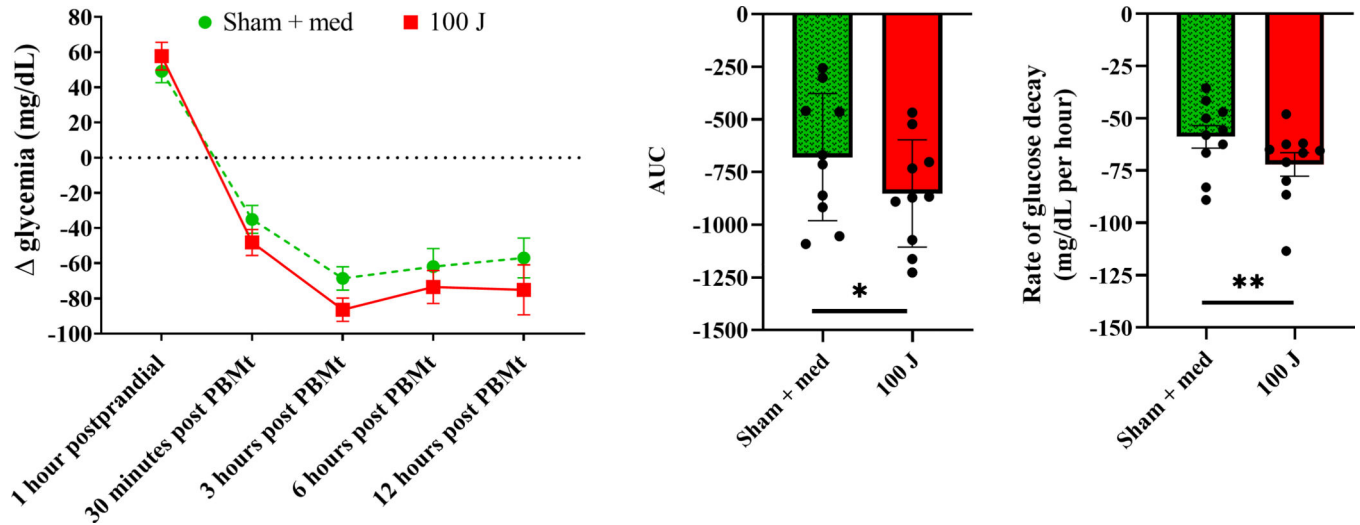 Sham + med
100 J
Δ glycemia (mg/dL)
80
60
40
20
0
-20
-40
-60
-80
-100
1 hour postprandial
30 minutes post PBMt
3 hours post PBMt
6 hours post PBMt
12 hours post PBMt
AUC
0
-250
-500
-750
-1000
-1250
-1500
*
Sham + med
100 J
Rate of glucose decay
(mg/dL per hour)
0
-25
-50
-75
-100
-125
-150
**
Sham + med
100 J